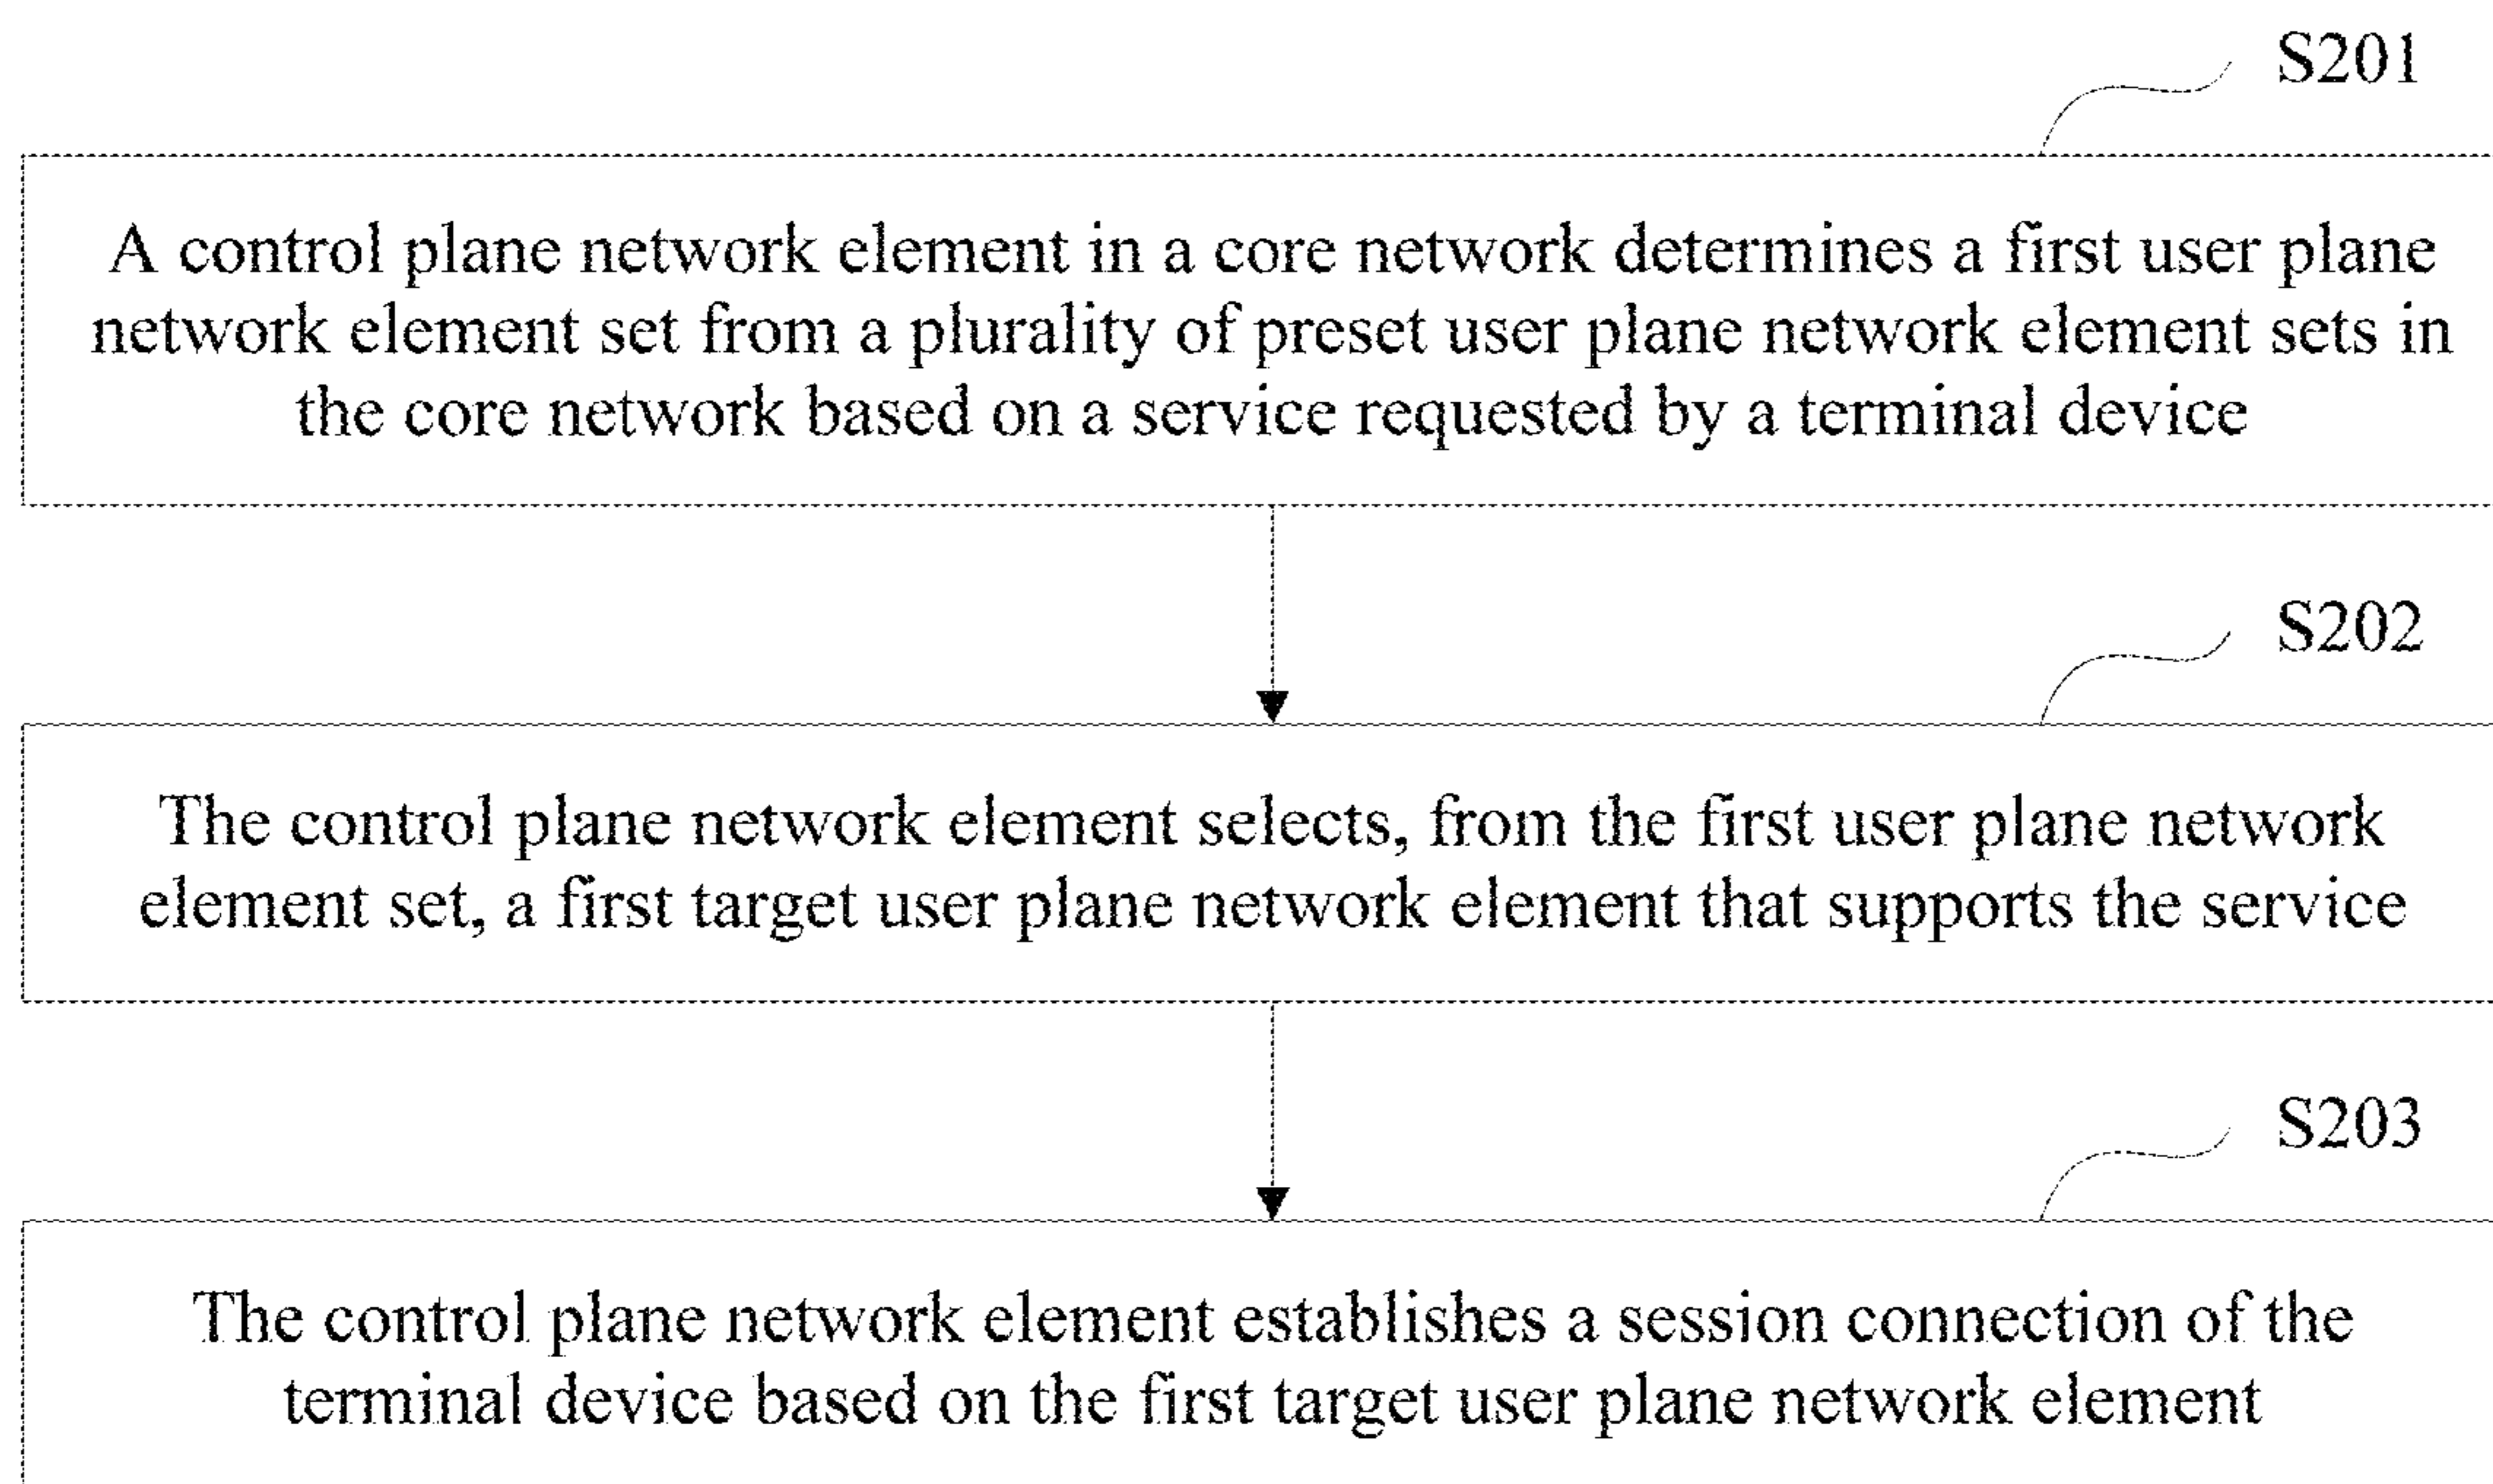 S201
A control plane network element in a core network determines a first user plane
network element set from a plurality of preset user plane network element sets in
the core network based on a service requested by a terminal device
S202
The control plane network element selects, from the first user plane network
element set, a first target user plane network element that supports the service
S203
The control plane network element establishes a session connection of the
terminal device based on the first target user plane network element